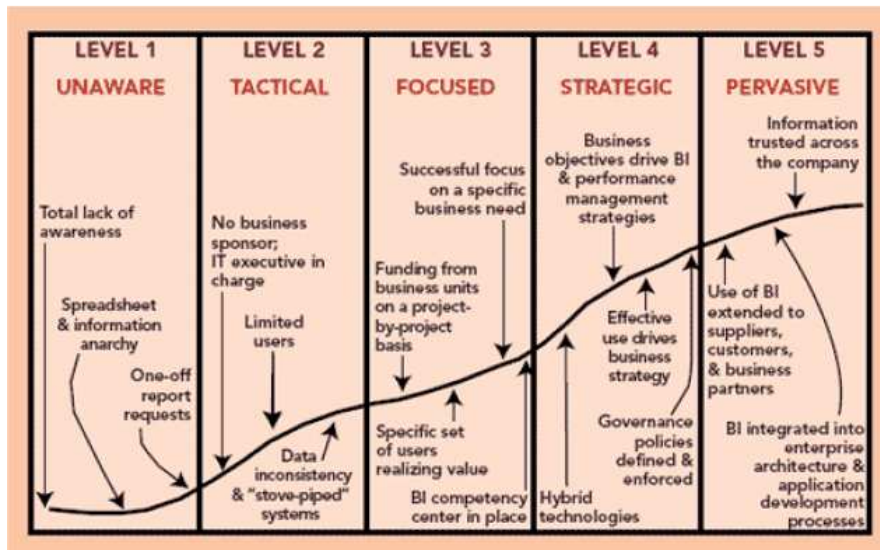 LEVEL 1
UNAWARE
Total lack of
awareness
Spreadsheet
& information
anarchy
One-off
report
requests
LEVEL 2
TACTICAL
No business
sponsor;
IT executive in
charge
Limited
users
Data
inconsistency
& "stove-piped"
systems
LEVEL 3
FOCUSED
Successful focus
on a specific
business need
Funding from
business units
on a project-
by-project
basis
Specific set
of users
realizing value
BI competency
center in place
LEVEL 4
STRATEGIC
Business
objectives drive BI
& performance
management
strategies
Effective
use drives
business
strategy
Governance
policies
defined &
enforced
Hybrid
technologies
LEVEL 5
PERVASIVE
Information
trusted across
the company
Use of BI
extended to
suppliers,
customers,
& business
partners
BI integrated into
enterprise
architecture &
application
development
processes